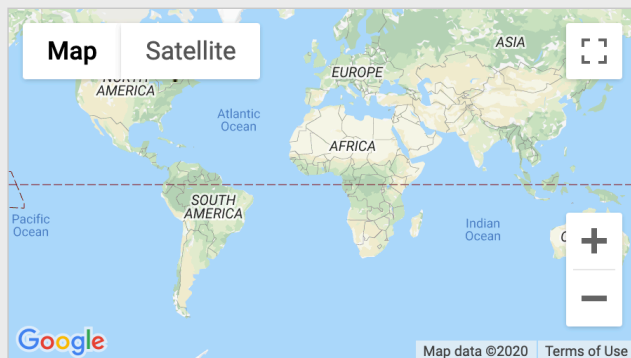 Map
Satellite
ASIA
EUROPE
NORTH
AMERICA
Atlantic
Ocean
AFRICA
SOUTH
AMERICA
Pacific
Ocean
Indian
Ocean
Google
Map data ©2020
Terms of Use